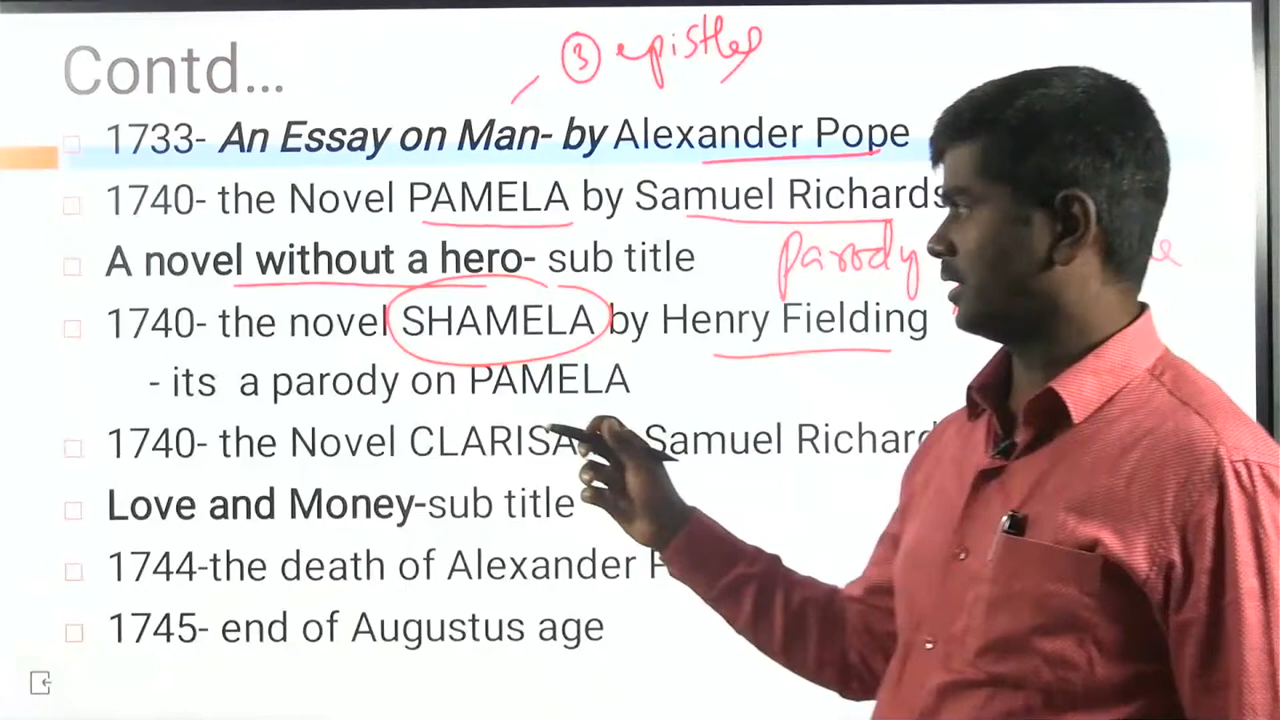 ③ epistles
Contd...
1733- An Essay on Man- by Alexander Pope
1740- the Novel PAMELA by Samuel Richards
A novel without a hero- sub title
parody
1740- the novel SHAMELA by Henry Fielding
- its a parody on PAMELA
1740- the Novel CLARISA Samuel Richard
Love and Money-sub title
1744-the death of Alexander P
1745- end of Augustus age